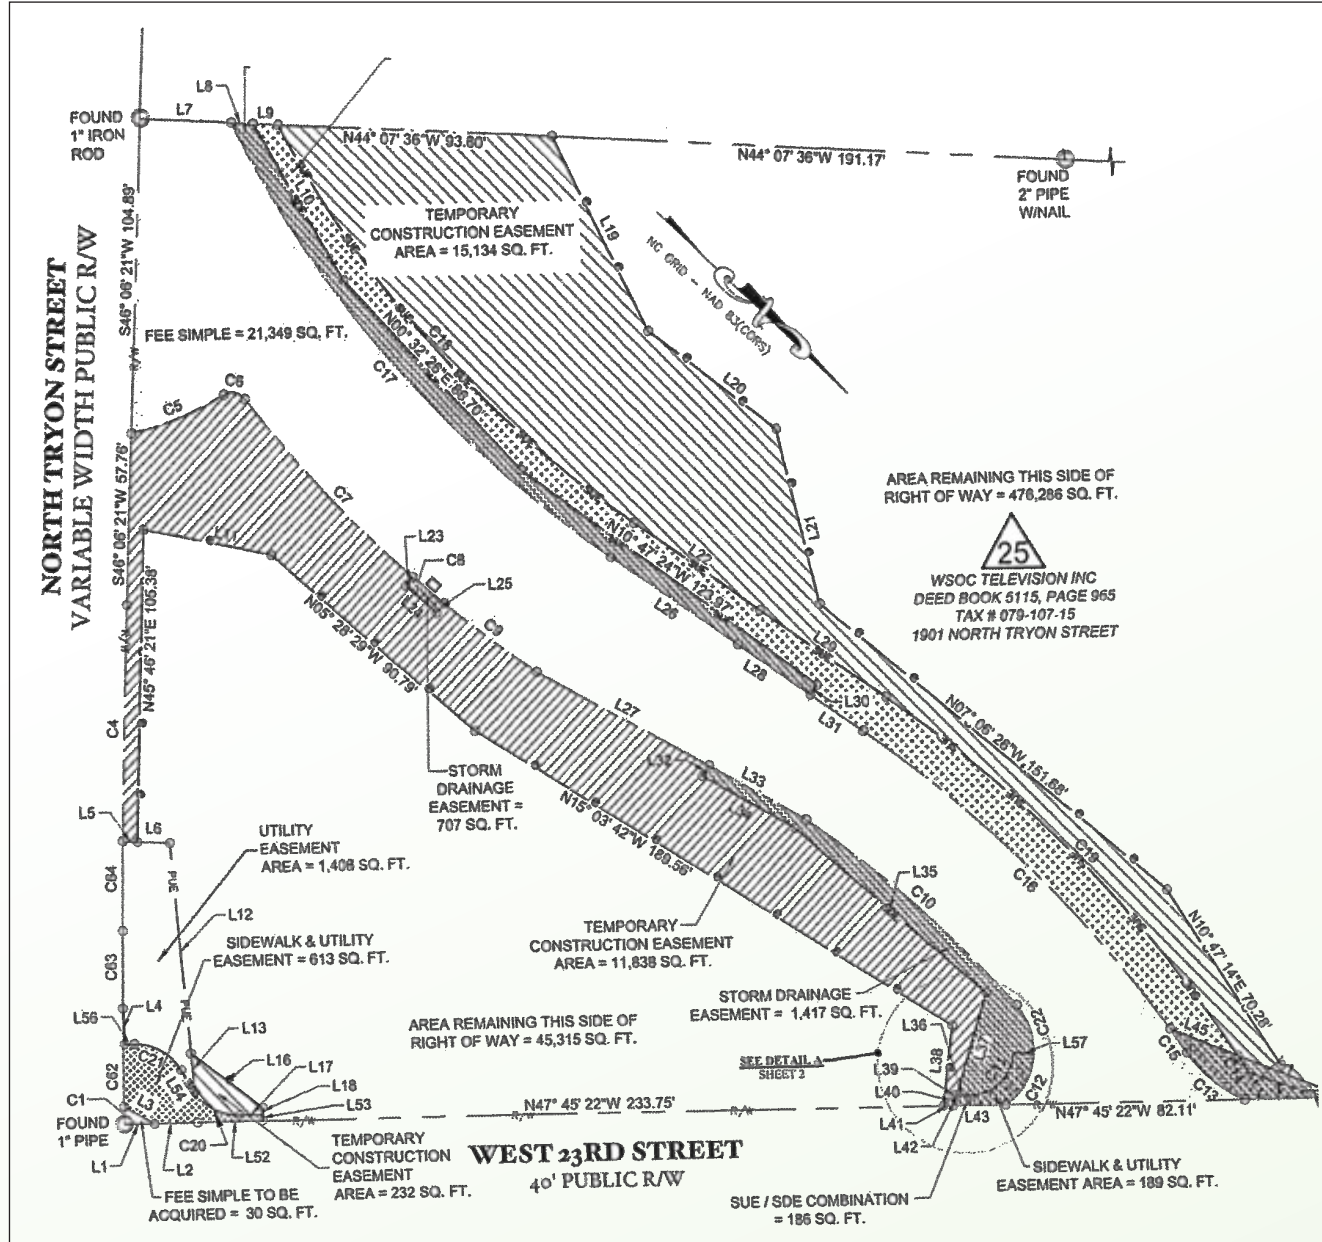 L8
L7
L9
FOUND
1" IRON
ROD
N44° 07' 36"W 93.80'
N44° 07' 36"W 191.17'
FOUND
2" PIPE
W/NAIL
L10
SUE
TEMPORARY
CONSTRUCTION EASEMENT
AREA = 15,134 SQ. FT.
L19
NC GRID - NAD 83(CORS)
S46° 06' 21"W 104.89'
NORTH TRYON STREET
VARIABLE WIDTH PUBLIC R/W
FEE SIMPLE = 21,349 SQ. FT.
R/W
SUE
C18
N00° 32' 26"E 86.70'
C17
L20
C6
C5
C7
S46° 06' 21"W 57.76'
AREA REMAINING THIS SIDE OF
RIGHT OF WAY = 476,286 SQ. FT.
25
WSOC TELEVISION INC
DEED BOOK 5115, PAGE 965
TAX # 079-107-15
1901 NORTH TRYON STREET
L21
L11
L23
C8
L25
L24
C9
N10° 47' 24"W 123.97'
L22
L26
L28
L29
L30
L31
N05° 28' 29"W 90.79'
N45° 46' 21"E 105.38'
R/W
C4
L27
N07° 06' 26"W 151.68'
STORM
DRAINAGE
EASEMENT =
707 SQ. FT.
L32
L33
N15° 03' 42"W 189.56'
L5
L6
UTILITY
EASEMENT
AREA = 1,408 SQ. FT.
C64
PUE
L12
SIDEWALK & UTILITY
EASEMENT = 613 SQ. FT.
C63
L35
C10
C19
C16
TEMPORARY
CONSTRUCTION EASEMENT
AREA = 11,838 SQ. FT.
N10° 47' 14"E 70.28'
STORM DRAINAGE
EASEMENT = 1,417 SQ. FT.
L4
L56
PUE
L13
AREA REMAINING THIS SIDE OF
RIGHT OF WAY = 45,315 SQ. FT.
L36
C22
L57
L45
C15
C13
C21
L16
L17
L54
L18
L53
C62
L3
C1
SEE DETAIL A
SHEET 2
L38
L39
L40
L41
L42
L43
C12
R/W
FOUND
1" PIPE
R/W
N47° 45' 22"W 233.75'
R/W
R/W
N47° 45' 22"W 82.11'
L1
L2
C20
L52
TEMPORARY
CONSTRUCTION
EASEMENT
AREA = 232 SQ. FT.
WEST 23RD STREET
40' PUBLIC R/W
FEE SIMPLE TO BE
ACQUIRED = 30 SQ. FT.
SUE / SDE COMBINATION
= 186 SQ. FT.
SIDEWALK & UTILITY
EASEMENT AREA = 189 SQ. FT.